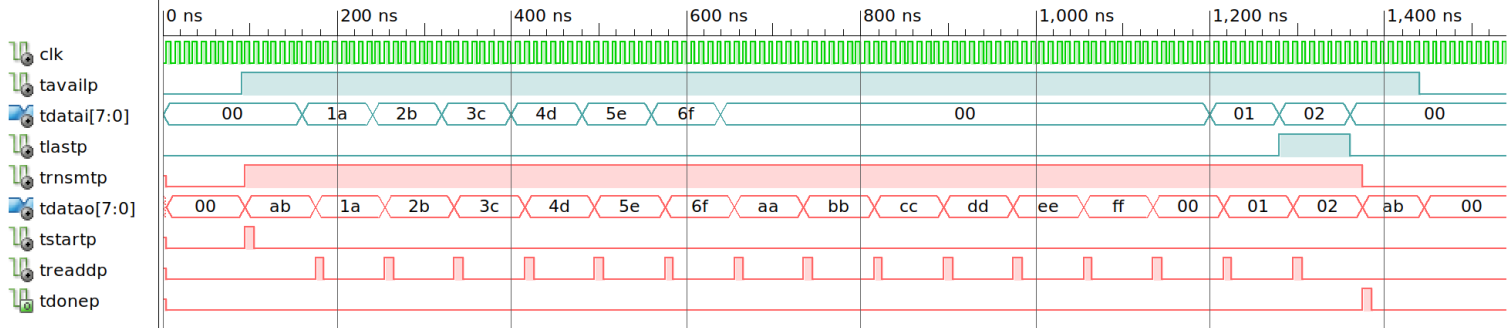 0 ns 200 ns 400 ns 600 ns 800 ns 1,000 ns 1,200 ns 1,400 ns
clk
tavailp
tdatai[7:0] 00 1a 2b 3c 4d 5e 6f 00 01 02 00
tlastp
trnsmtp
tdatao[7:0] 00 ab 1a 2b 3c 4d 5e 6f aa bb cc dd ee ff 00 01 02 ab 00
tstartp
treaddp
tdonep